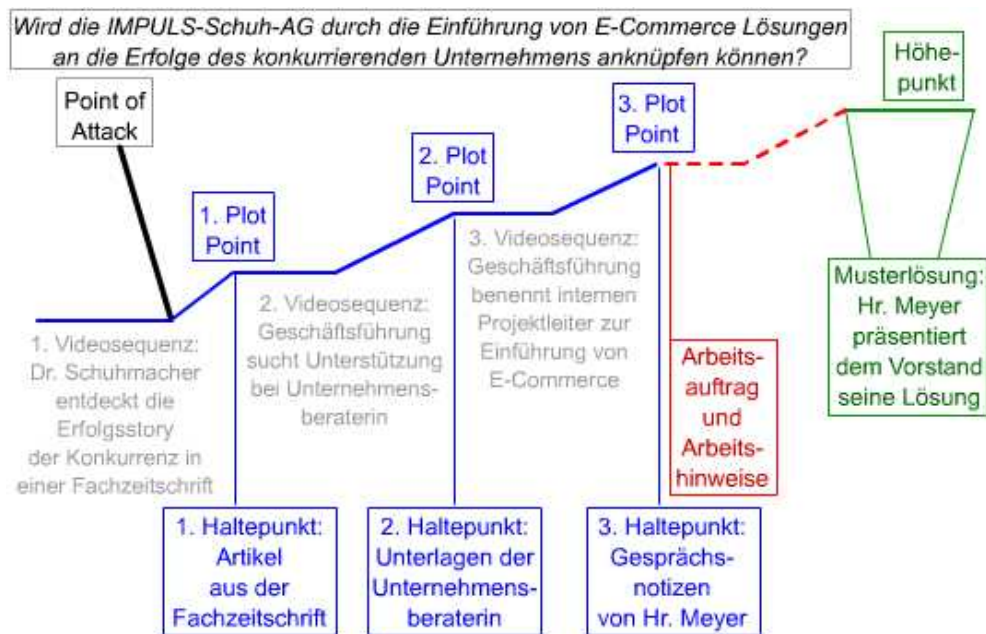 Wird die IMPULS-Schuh-AG durch die Einführung von E-Commerce Lösungen
an die Erfolge des konkurrierenden Unternehmens anknüpfen können?
Point of
Attack
1. Plot
Point
2. Plot
Point
3. Plot
Point
Höhe-
punkt
1. Videosequenz:
Dr. Schuhmacher
entdeckt die
Erfolgsstory
der Konkurrenz in
einer Fachzeitschrift
2. Videosequenz:
Geschäftsführung
sucht Unterstützung
bei Unternehmens-
beraterin
3. Videosequenz:
Geschäftsführung
benennt internen
Projektleiter zur
Einführung von
E-Commerce
Arbeits-
auftrag
und
Arbeits-
hinweise
Musterlösung:
Hr. Meyer
präsentiert
dem Vorstand
seine Lösung
1. Haltepunkt:
Artikel
aus der
Fachzeitschrift
2. Haltepunkt:
Unterlagen der
Unternehmens-
beraterin
3. Haltepunkt:
Gesprächs-
notizen
von Hr. Meyer